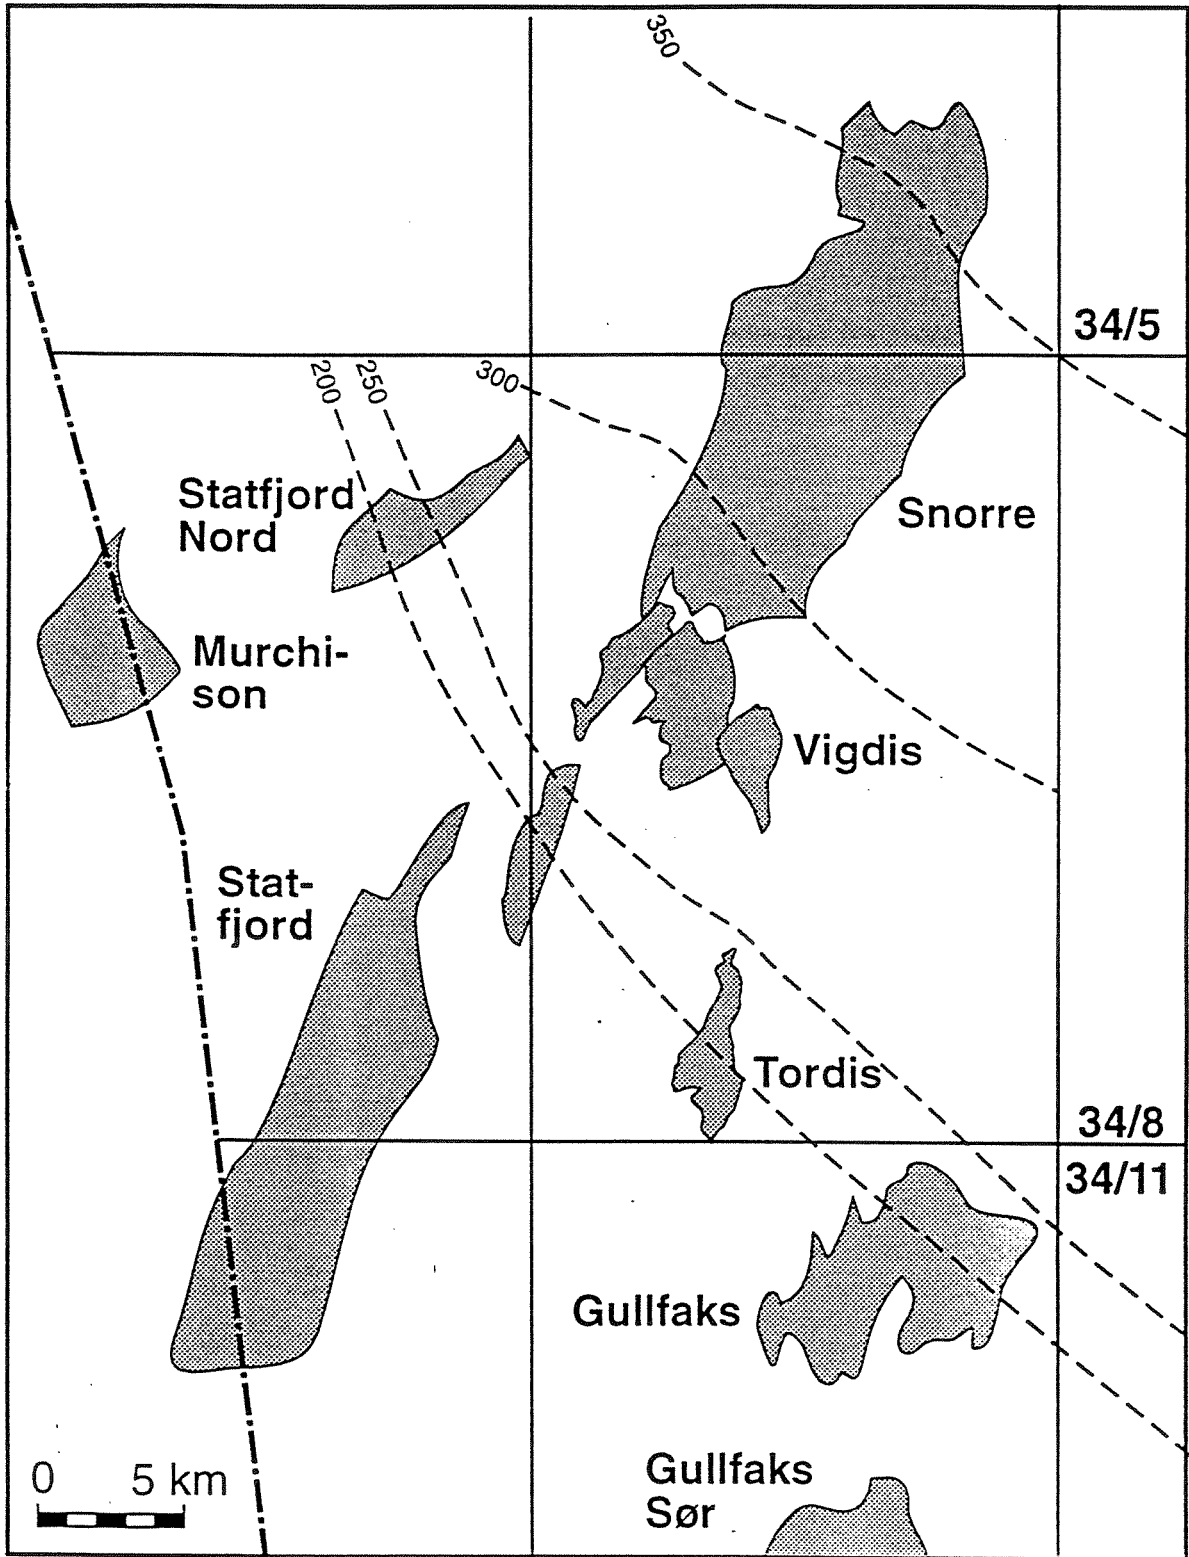 350
34/5
200
250
300
Statfjord
Nord
Snorre
Murchi-
son
Vigdis
Stat-
fjord
Tordis
34/8
34/11
Gullfaks
Gullfaks
Sør
0 5 km